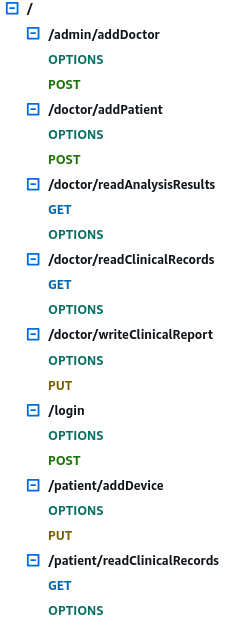 /
/admin/addDoctor
OPTIONS
POST
/doctor/addPatient
OPTIONS
POST
/doctor/readAnalysisResults
GET
OPTIONS
/doctor/readClinicalRecords
GET
OPTIONS
/doctor/writeClinicalReport
OPTIONS
PUT
/login
OPTIONS
POST
/patient/addDevice
OPTIONS
PUT
/patient/readClinicalRecords
GET
OPTIONS